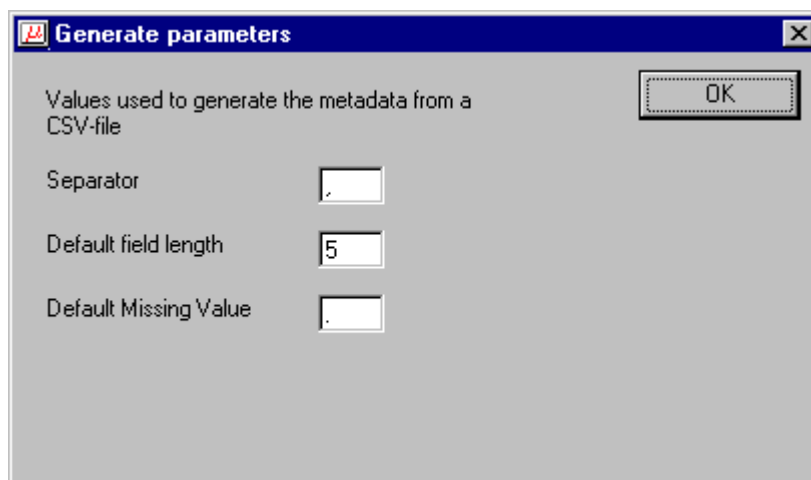 μ Generate parameters
Values used to generate the metadata from a
CSV-file
OK
Separator ,
Default field length 5
Default Missing Value .